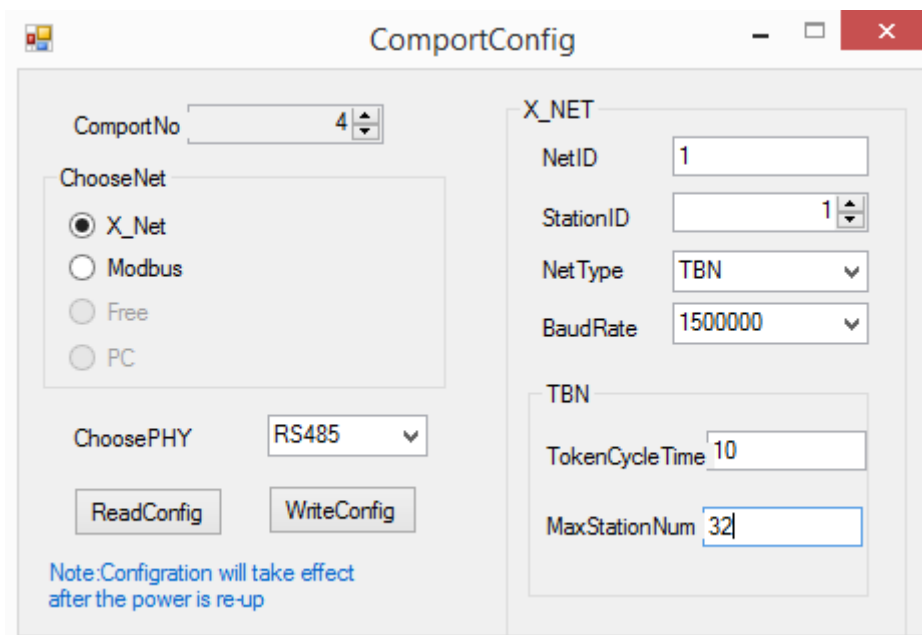 ComportConfig
ComportNo 4
ChooseNet
X_Net
Modbus
Free
PC
ChoosePHY RS485
ReadConfig WriteConfig
Note:Configration will take effect
after the power is re-up
X_NET
NetID 1
StationID 1
NetType TBN
BaudRate 1500000
TBN
TokenCycleTime 10
MaxStationNum 32